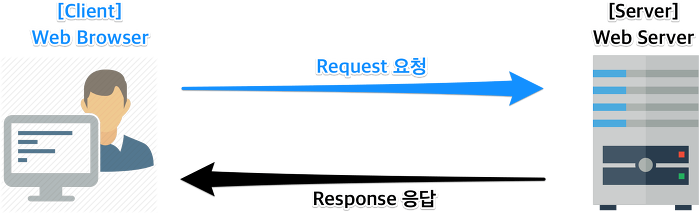 [Client]
Web Browser
[Server]
Web Server
Request 요청
Response 응답